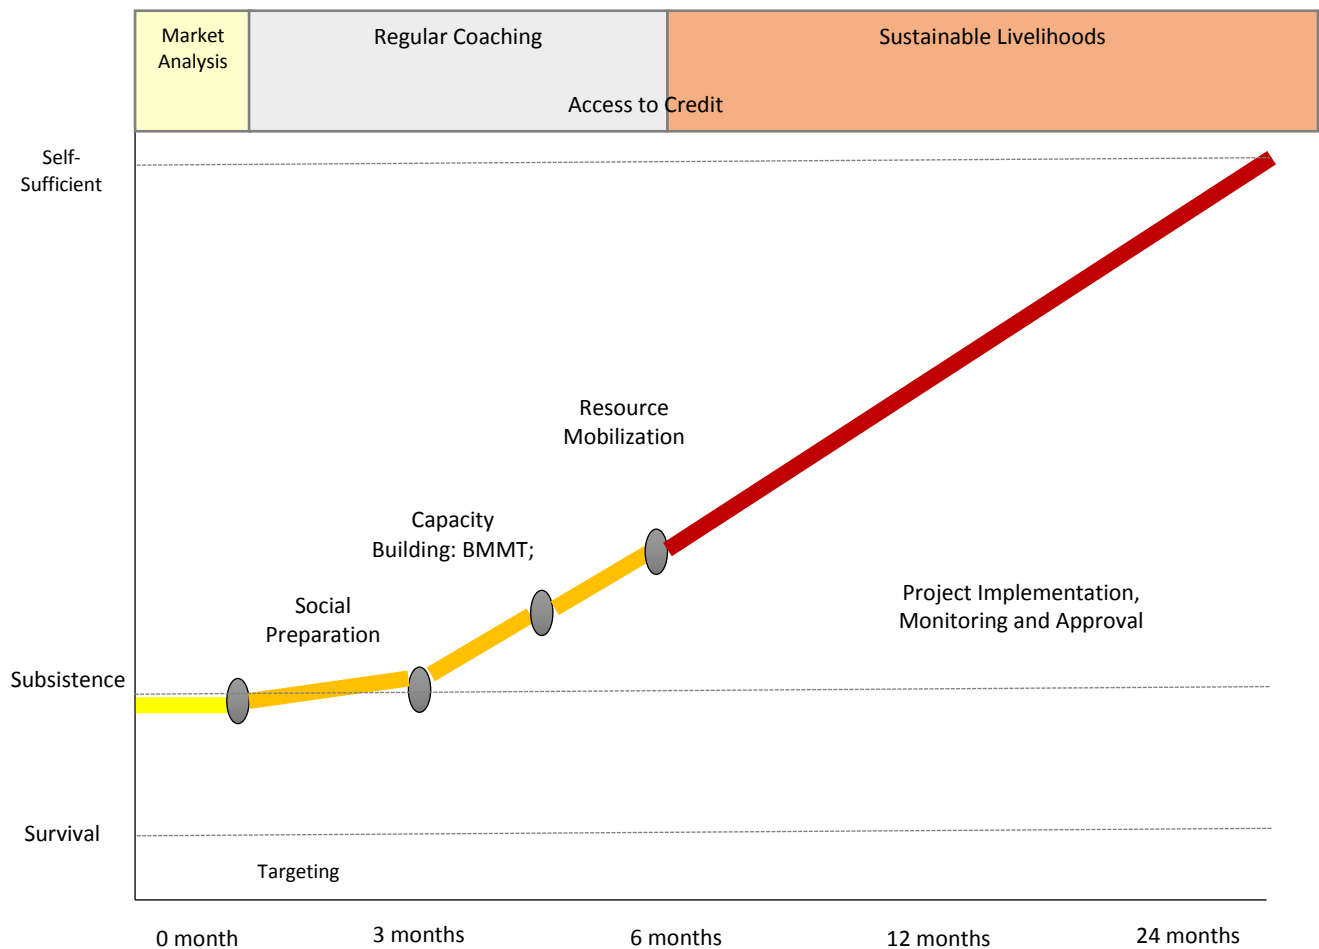 Market
Analysis
Regular Coaching
Sustainable Livelihoods
Access to Credit
Self-
Sufficient
Resource
Mobilization
Capacity
Building: BMMT;
Social
Preparation
Project Implementation,
Monitoring and Approval
Subsistence
Survival
Targeting
0 month
3 months
6 months
12 months
24 months